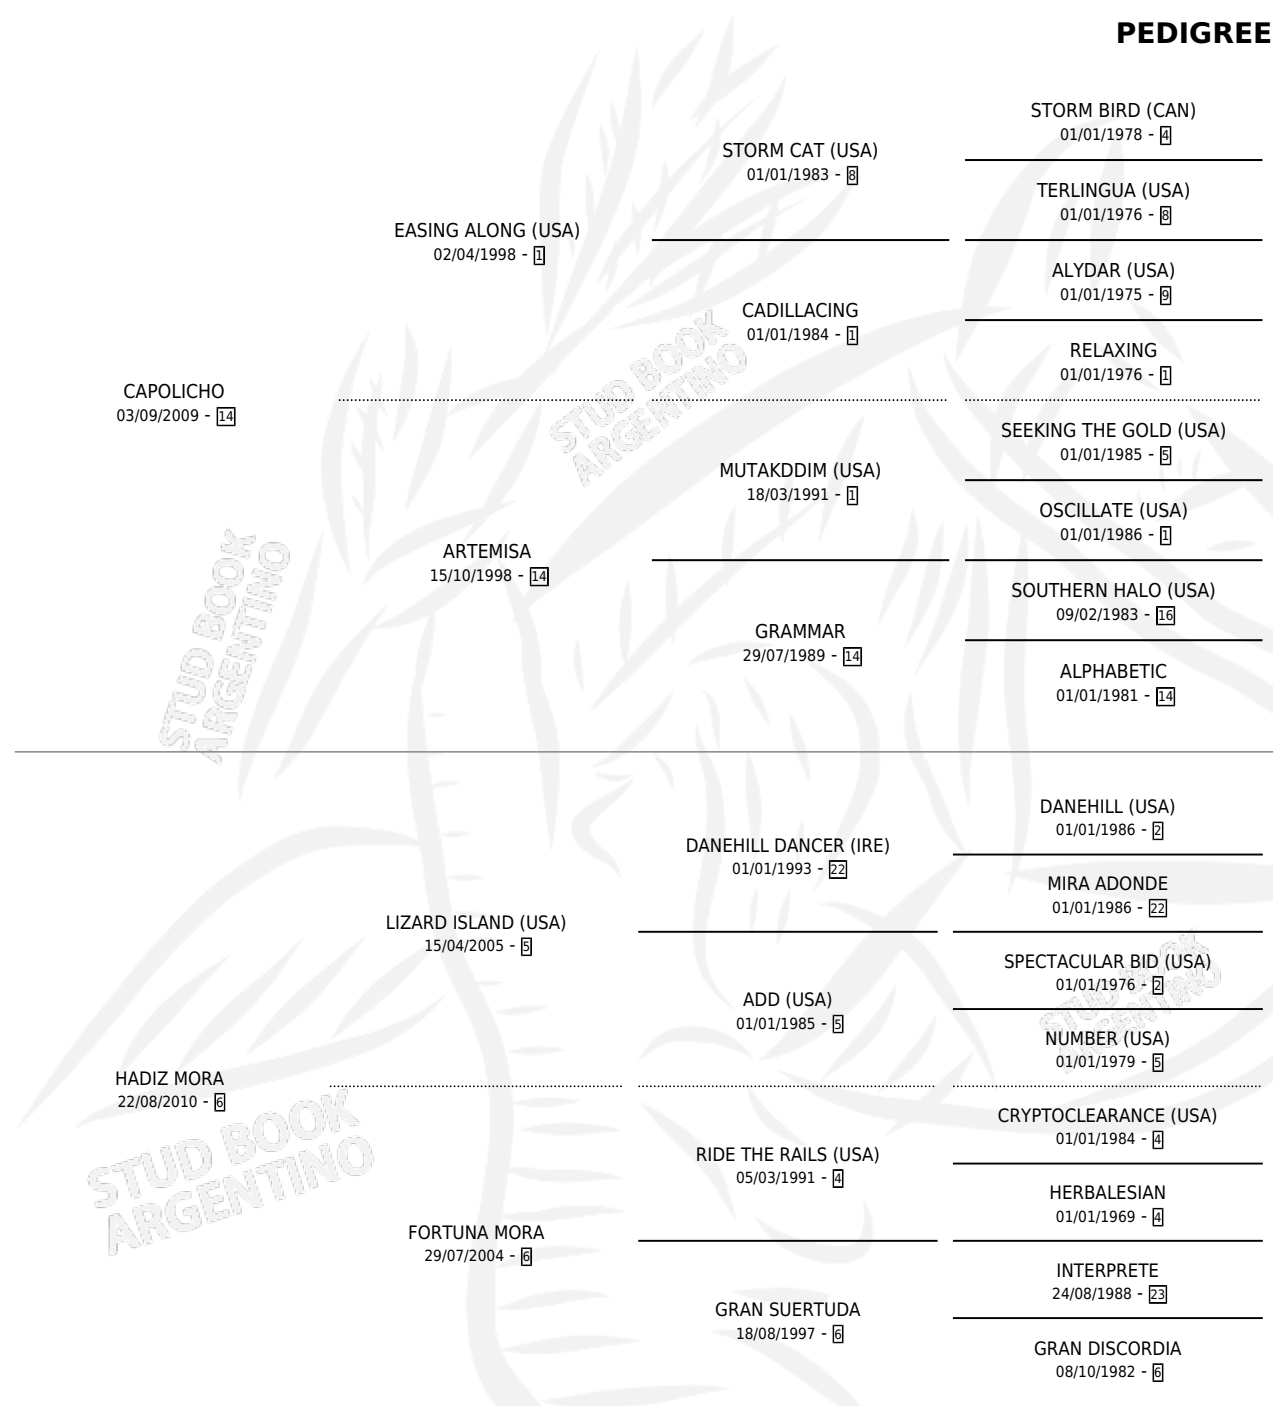 PEDIGREE
STORM BIRD (CAN)
01/01/1978 - 4
STORM CAT (USA)
01/01/1983 - 8
TERLINGUA (USA)
01/01/1976 - 8
EASING ALONG (USA)
02/04/1998 - 1
ALYDAR (USA)
01/01/1975 - 9
CADILLACING
01/01/1984 - 1
RELAXING
01/01/1976 - 1
CAPOLICHO
03/09/2009 - 14
SEEKING THE GOLD (USA)
01/01/1985 - 5
MUTAKDDIM (USA)
18/03/1991 - 1
OSCILLATE (USA)
01/01/1986 - 1
ARTEMISA
15/10/1998 - 14
SOUTHERN HALO (USA)
09/02/1983 - 16
GRAMMAR
29/07/1989 - 14
ALPHABETIC
01/01/1981 - 14
DANEHILL (USA)
01/01/1986 - 2
DANEHILL DANCER (IRE)
01/01/1993 - 22
MIRA ADONDE
01/01/1986 - 22
LIZARD ISLAND (USA)
15/04/2005 - 5
SPECTACULAR BID (USA)
01/01/1976 - 2
ADD (USA)
01/01/1985 - 5
NUMBER (USA)
01/01/1979 - 5
HADIZ MORA
22/08/2010 - 6
CRYPTOCLEARANCE (USA)
01/01/1984 - 4
RIDE THE RAILS (USA)
05/03/1991 - 4
HERBALESIAN
01/01/1969 - 4
FORTUNA MORA
29/07/2004 - 6
INTERPRETE
24/08/1988 - 23
GRAN SUERTUDA
18/08/1997 - 6
GRAN DISCORDIA
08/10/1982 - 6
STUD BOOK
ARGENTINO
STUD BOOK
ARGENTINO
STUD BOOK
ARGENTINO
STUD BOOK
ARGENTINO